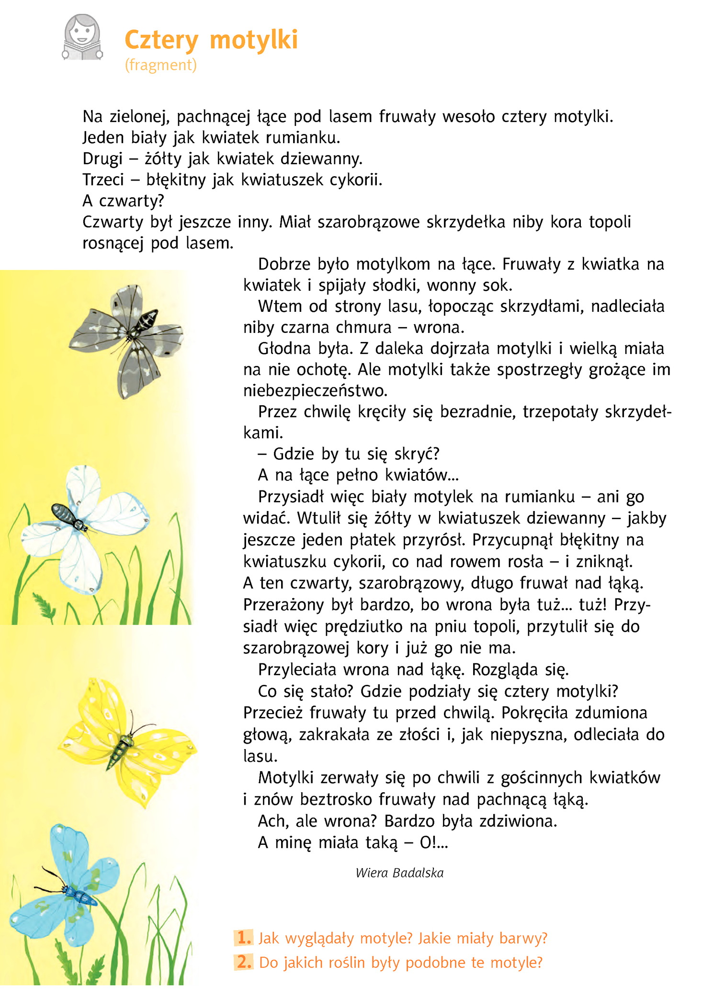 Cztery motylki
(fragment)
Na zielonej, pachnącej łące pod lasem fruwały wesoło cztery motylki.
Jeden biały jak kwiatek rumianku.
Drugi – żółty jak kwiatek dziewanny.
Trzeci – błękitny jak kwiatuszek cykorii.
A czwarty?
Czwarty był jeszcze inny. Miał szarobrązowe skrzydełka niby kora topoli
rosnącej pod lasem.
Dobrze było motylkom na łące. Fruwały z kwiatka na
kwiatek i spijały słodki, wonny sok.
Wtem od strony lasu, łopocząc skrzydłami, nadleciała
niby czarna chmura – wrona.
Głodna była. Z daleka dojrzała motylki i wielką miała
na nie ochotę. Ale motylki także spostrzegły grożące im
niebezpieczeństwo.
Przez chwilę kręciły się bezradnie, trzepotały skrzydeł-
kami.
– Gdzie by tu się skryć?
A na łące pełno kwiatów...
Przysiadł więc biały motylek na rumianku – ani go
widać. Wtulił się żółty w kwiatuszek dziewanny – jakby
jeszcze jeden płatek przyrósł. Przycupnął błękitny na
kwiatuszku cykorii, co nad rowem rosła – i zniknął.
A ten czwarty, szarobrązowy, długo fruwał nad łąką.
Przerażony był bardzo, bo wrona była tuż... tuż! Przy-
siadł więc prędziutko na pniu topoli, przytulił się do
szarobrązowej kory i już go nie ma.
Przyleciała wrona nad łąkę. Rozgląda się.
Co się stało? Gdzie podziały się cztery motylki?
Przecież fruwały tu przed chwilą. Pokręciła zdumiona
głową, zakrakała ze złości i, jak niepyszna, odleciała do
lasu.
Motylki zerwały się po chwili z gościnnych kwiatków
i znów beztrosko fruwały nad pachnącą łąką.
Ach, ale wrona? Bardzo była zdziwiona.
A minę miała taką – O!...
Wiera Badalska
1. Jak wyglądały motyle? Jakie miały barwy?
2. Do jakich roślin były podobne te motyle?